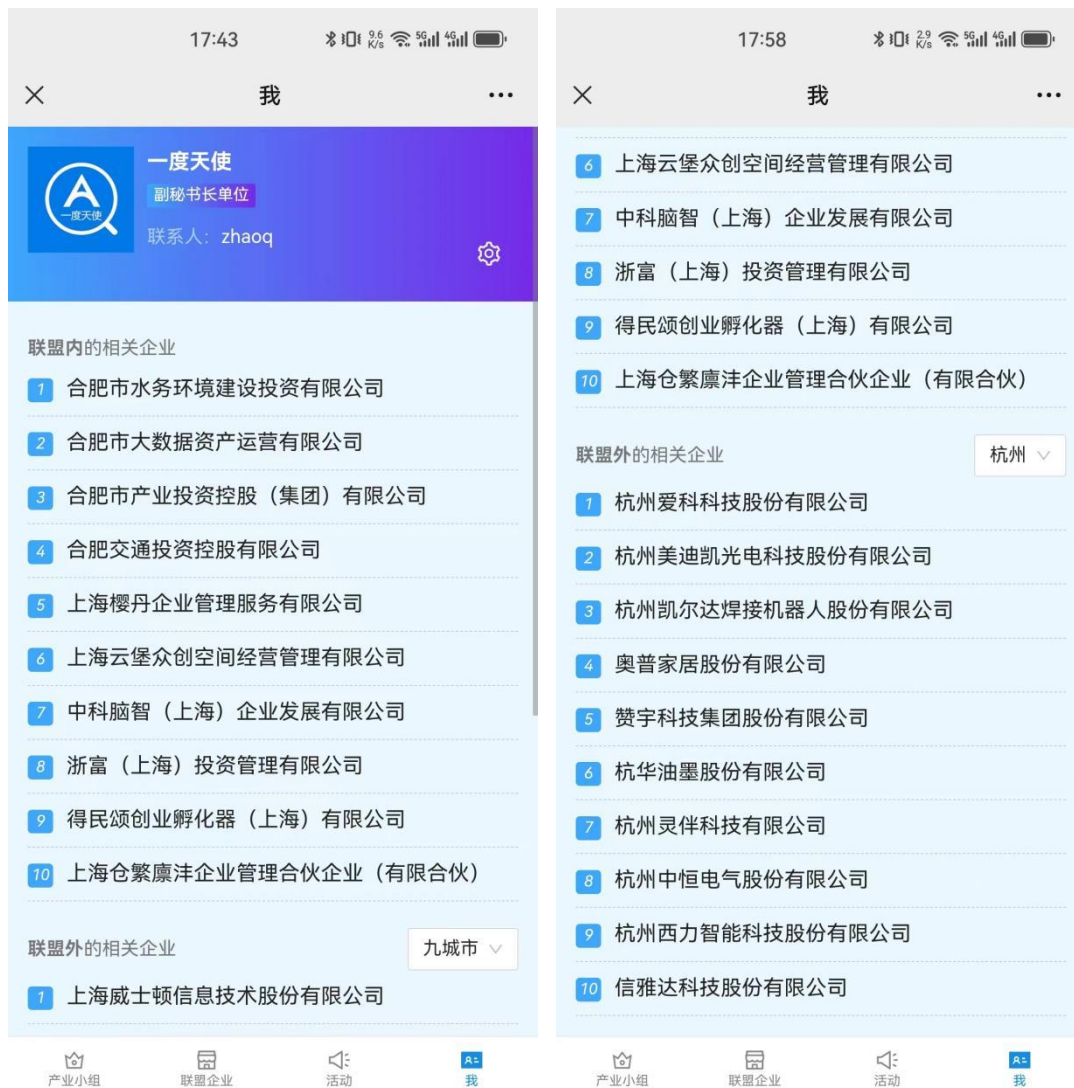 17:43
9.6
K/s
5G
4G
我
一度天使
副秘书长单位
联系人：zhaoq
A
一度天使
联盟内的相关企业
1 合肥市水务环境建设投资有限公司
2 合肥市大数据资产运营有限公司
3 合肥市产业投资控股（集团）有限公司
4 合肥交通投资控股有限公司
5 上海樱丹企业管理服务有限公司
6 上海云堡众创空间经营管理有限公司
7 中科脑智（上海）企业发展有限公司
8 浙富（上海）投资管理有限公司
9 得民颂创业孵化器（上海）有限公司
10 上海仓繁廪沣企业管理合伙企业（有限合伙）
联盟外的相关企业 九城市
1 上海威士顿信息技术股份有限公司
产业小组 联盟企业 活动 我
17:58
2.9
K/s
5G
4G
我
6 上海云堡众创空间经营管理有限公司
7 中科脑智（上海）企业发展有限公司
8 浙富（上海）投资管理有限公司
9 得民颂创业孵化器（上海）有限公司
10 上海仓繁廪沣企业管理合伙企业（有限合伙）
联盟外的相关企业 杭州
1 杭州爱科科技股份有限公司
2 杭州美迪凯光电科技股份有限公司
3 杭州凯尔达焊接机器人股份有限公司
4 奥普家居股份有限公司
5 赞宇科技集团股份有限公司
6 杭华油墨股份有限公司
7 杭州灵伴科技有限公司
8 杭州中恒电气股份有限公司
9 杭州西力智能科技股份有限公司
10 信雅达科技股份有限公司
产业小组 联盟企业 活动 我